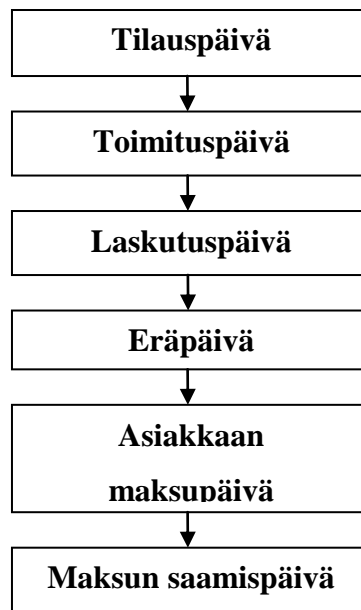 Tilauspäivä
Toimituspäivä
Laskutuspäivä
Eräpäivä
Asiakkaan
maksupäivä
Maksun saamispäivä